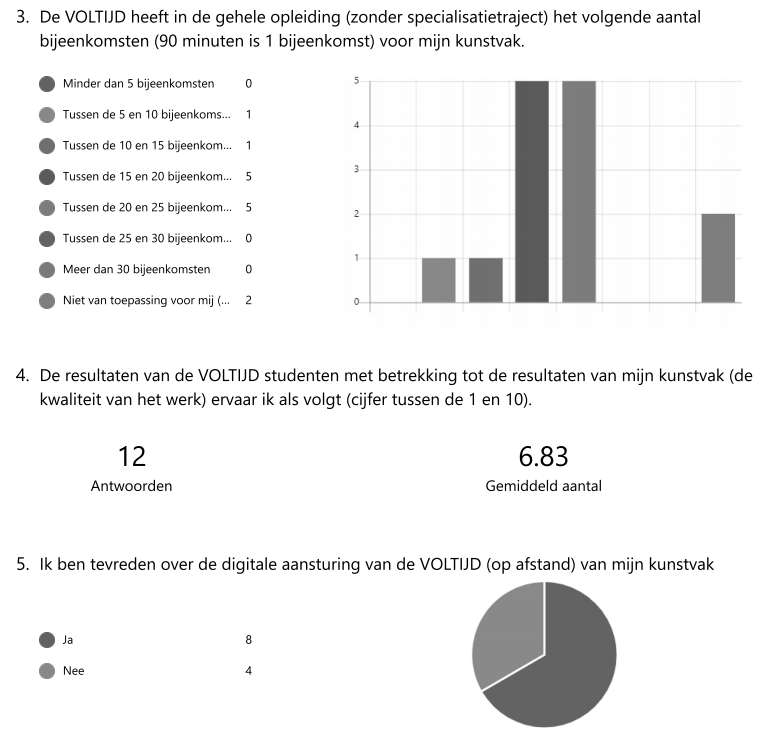 3. De VOLTIJD heeft in de gehele opleiding (zonder specialisatietraject) het volgende aantal
bijeenkomsten (90 minuten is 1 bijeenkomst) voor mijn kunstvak.
Minder dan 5 bijeenkomsten 0
Tussen de 5 en 10 bijeenkoms... 1
Tussen de 10 en 15 bijeenkom... 1
Tussen de 15 en 20 bijeenkom... 5
Tussen de 20 en 25 bijeenkom... 5
Tussen de 25 en 30 bijeenkom... 0
Meer dan 30 bijeenkomsten 0
Niet van toepassing voor mij (... 2
5
4
3
2
1
0
4. De resultaten van de VOLTIJD studenten met betrekking tot de resultaten van mijn kunstvak (de
kwaliteit van het werk) ervaar ik als volgt (cijfer tussen de 1 en 10).
12
Antwoorden
6.83
Gemiddeld aantal
5. Ik ben tevreden over de digitale aansturing van de VOLTIJD (op afstand) van mijn kunstvak
Ja 8
Nee 4